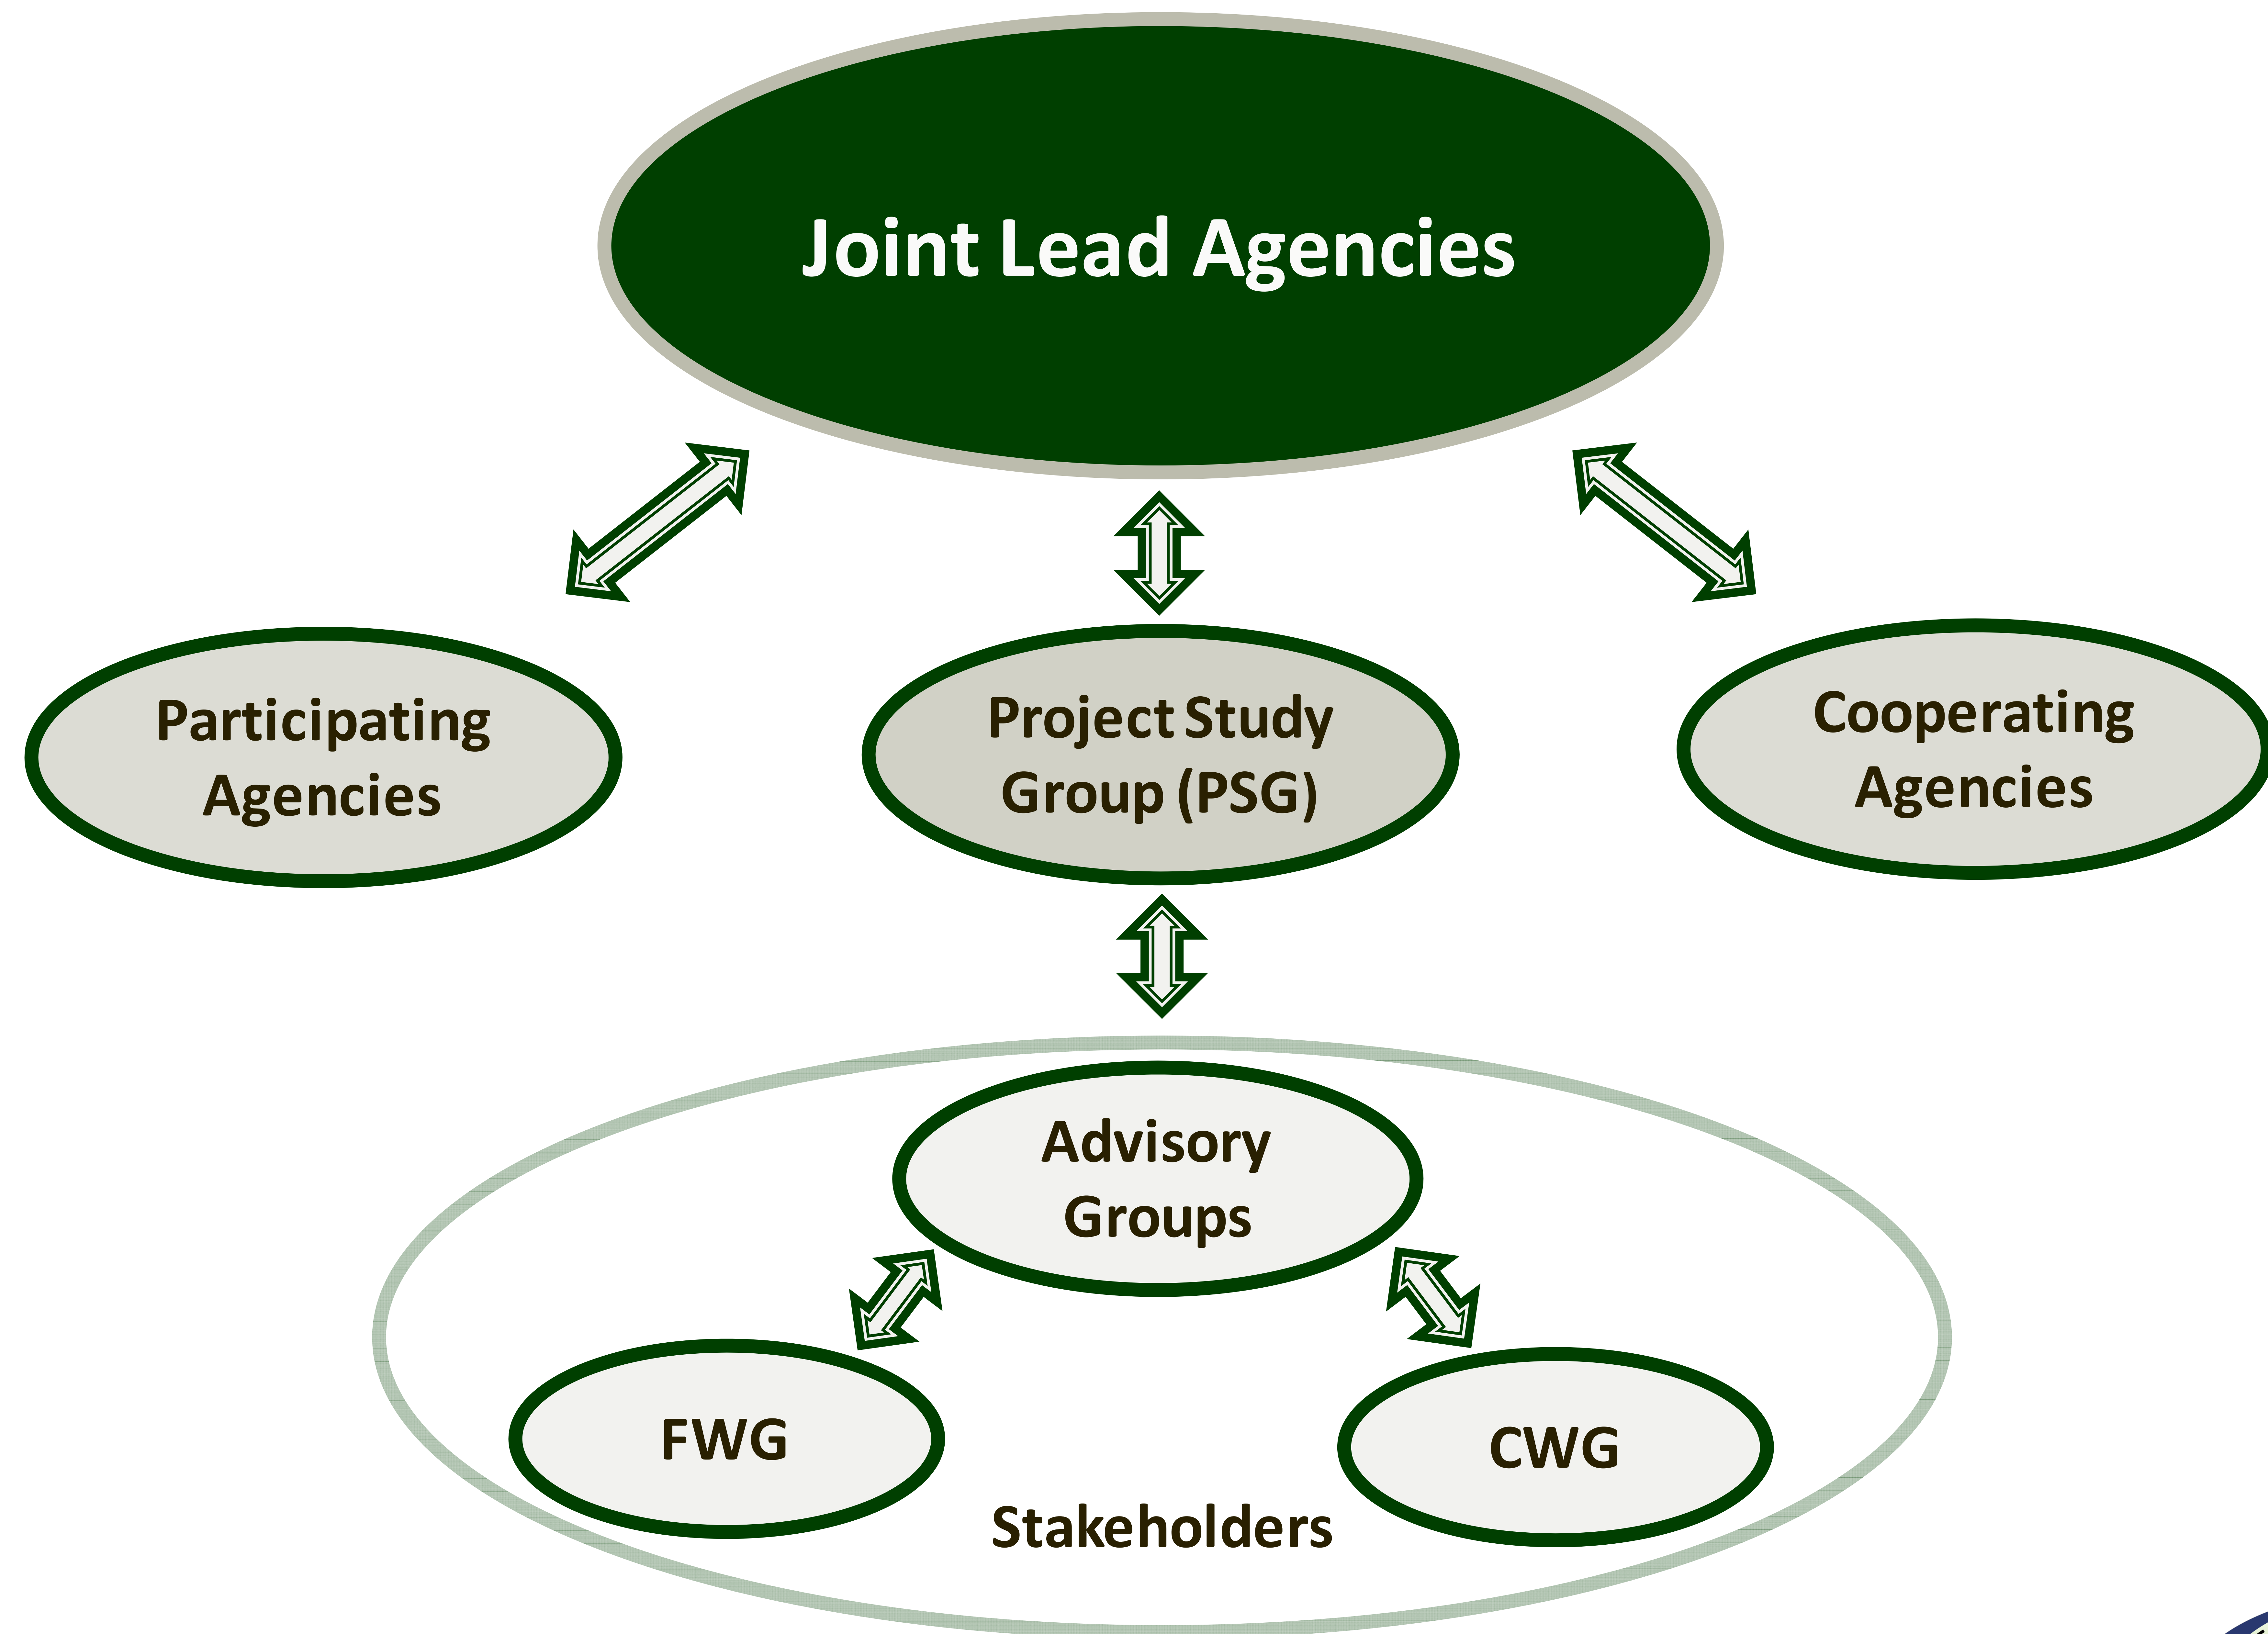 Joint Lead Agencies
Participating
Agencies
Project Study
Group (PSG)
Cooperating
Agencies
Advisory
Groups
FWG
CWG
Stakeholders